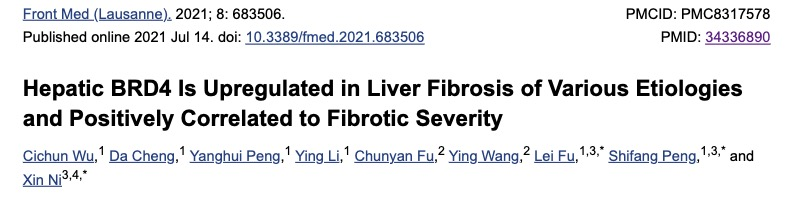 Front Med (Lausanne). 2021; 8: 683506. PMCID: PMC8317578
Published online 2021 Jul 14. doi: 10.3389/fmed.2021.683506 PMID: 34336890
Hepatic BRD4 Is Upregulated in Liver Fibrosis of Various Etiologies
and Positively Correlated to Fibrotic Severity
Cichun Wu,1 Da Cheng,1 Yanghui Peng,1 Ying Li,1 Chunyan Fu,2 Ying Wang,2 Lei Fu,1,3,* Shifang Peng,1,3,* and
Xin Ni3,4,*